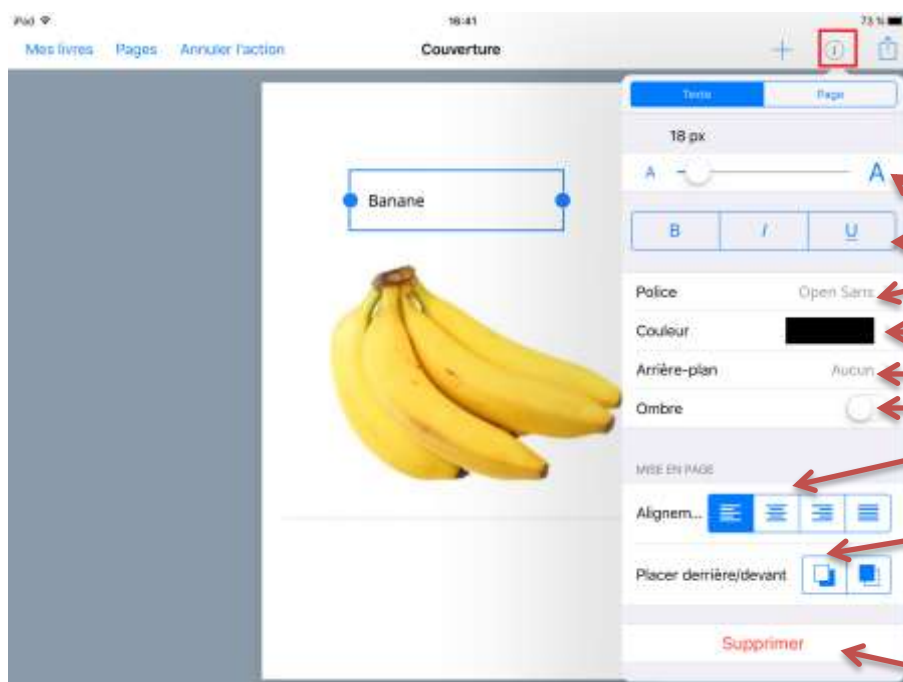 iPad 16:41 73 %
Mes livres Pages Annuler l'action Couverture
Texte Page
18 px
A A
Banane
B I U
Police Open Sans
Couleur
Arrière-plan Aucun
Ombre
MISE EN PAGE
Alignem...
Placer derrière/devant
Supprimer